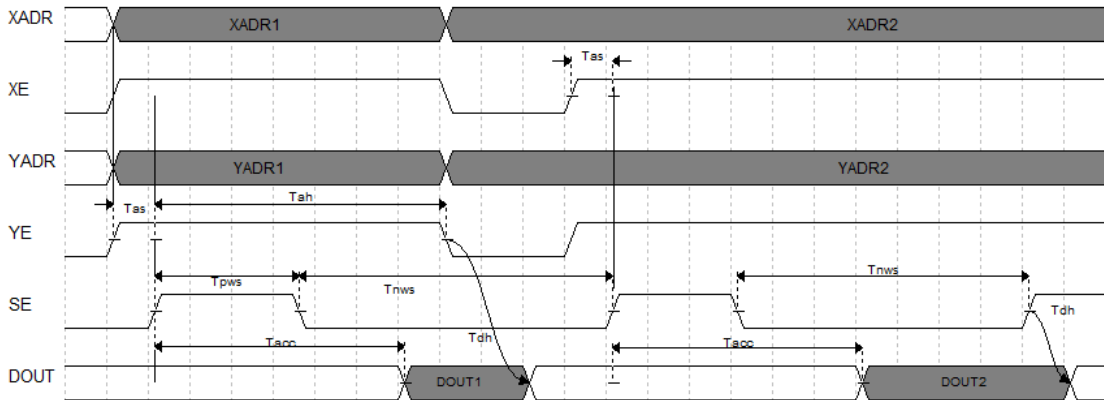 XADR XADR1 XADR2
Tas
XE
YADR YADR1 YADR2
Tas Tah
YE
Tpws Tnws Tnws
SE
Tdh
Tacc Tdh Tacc
DOUT DOUT1 DOUT2